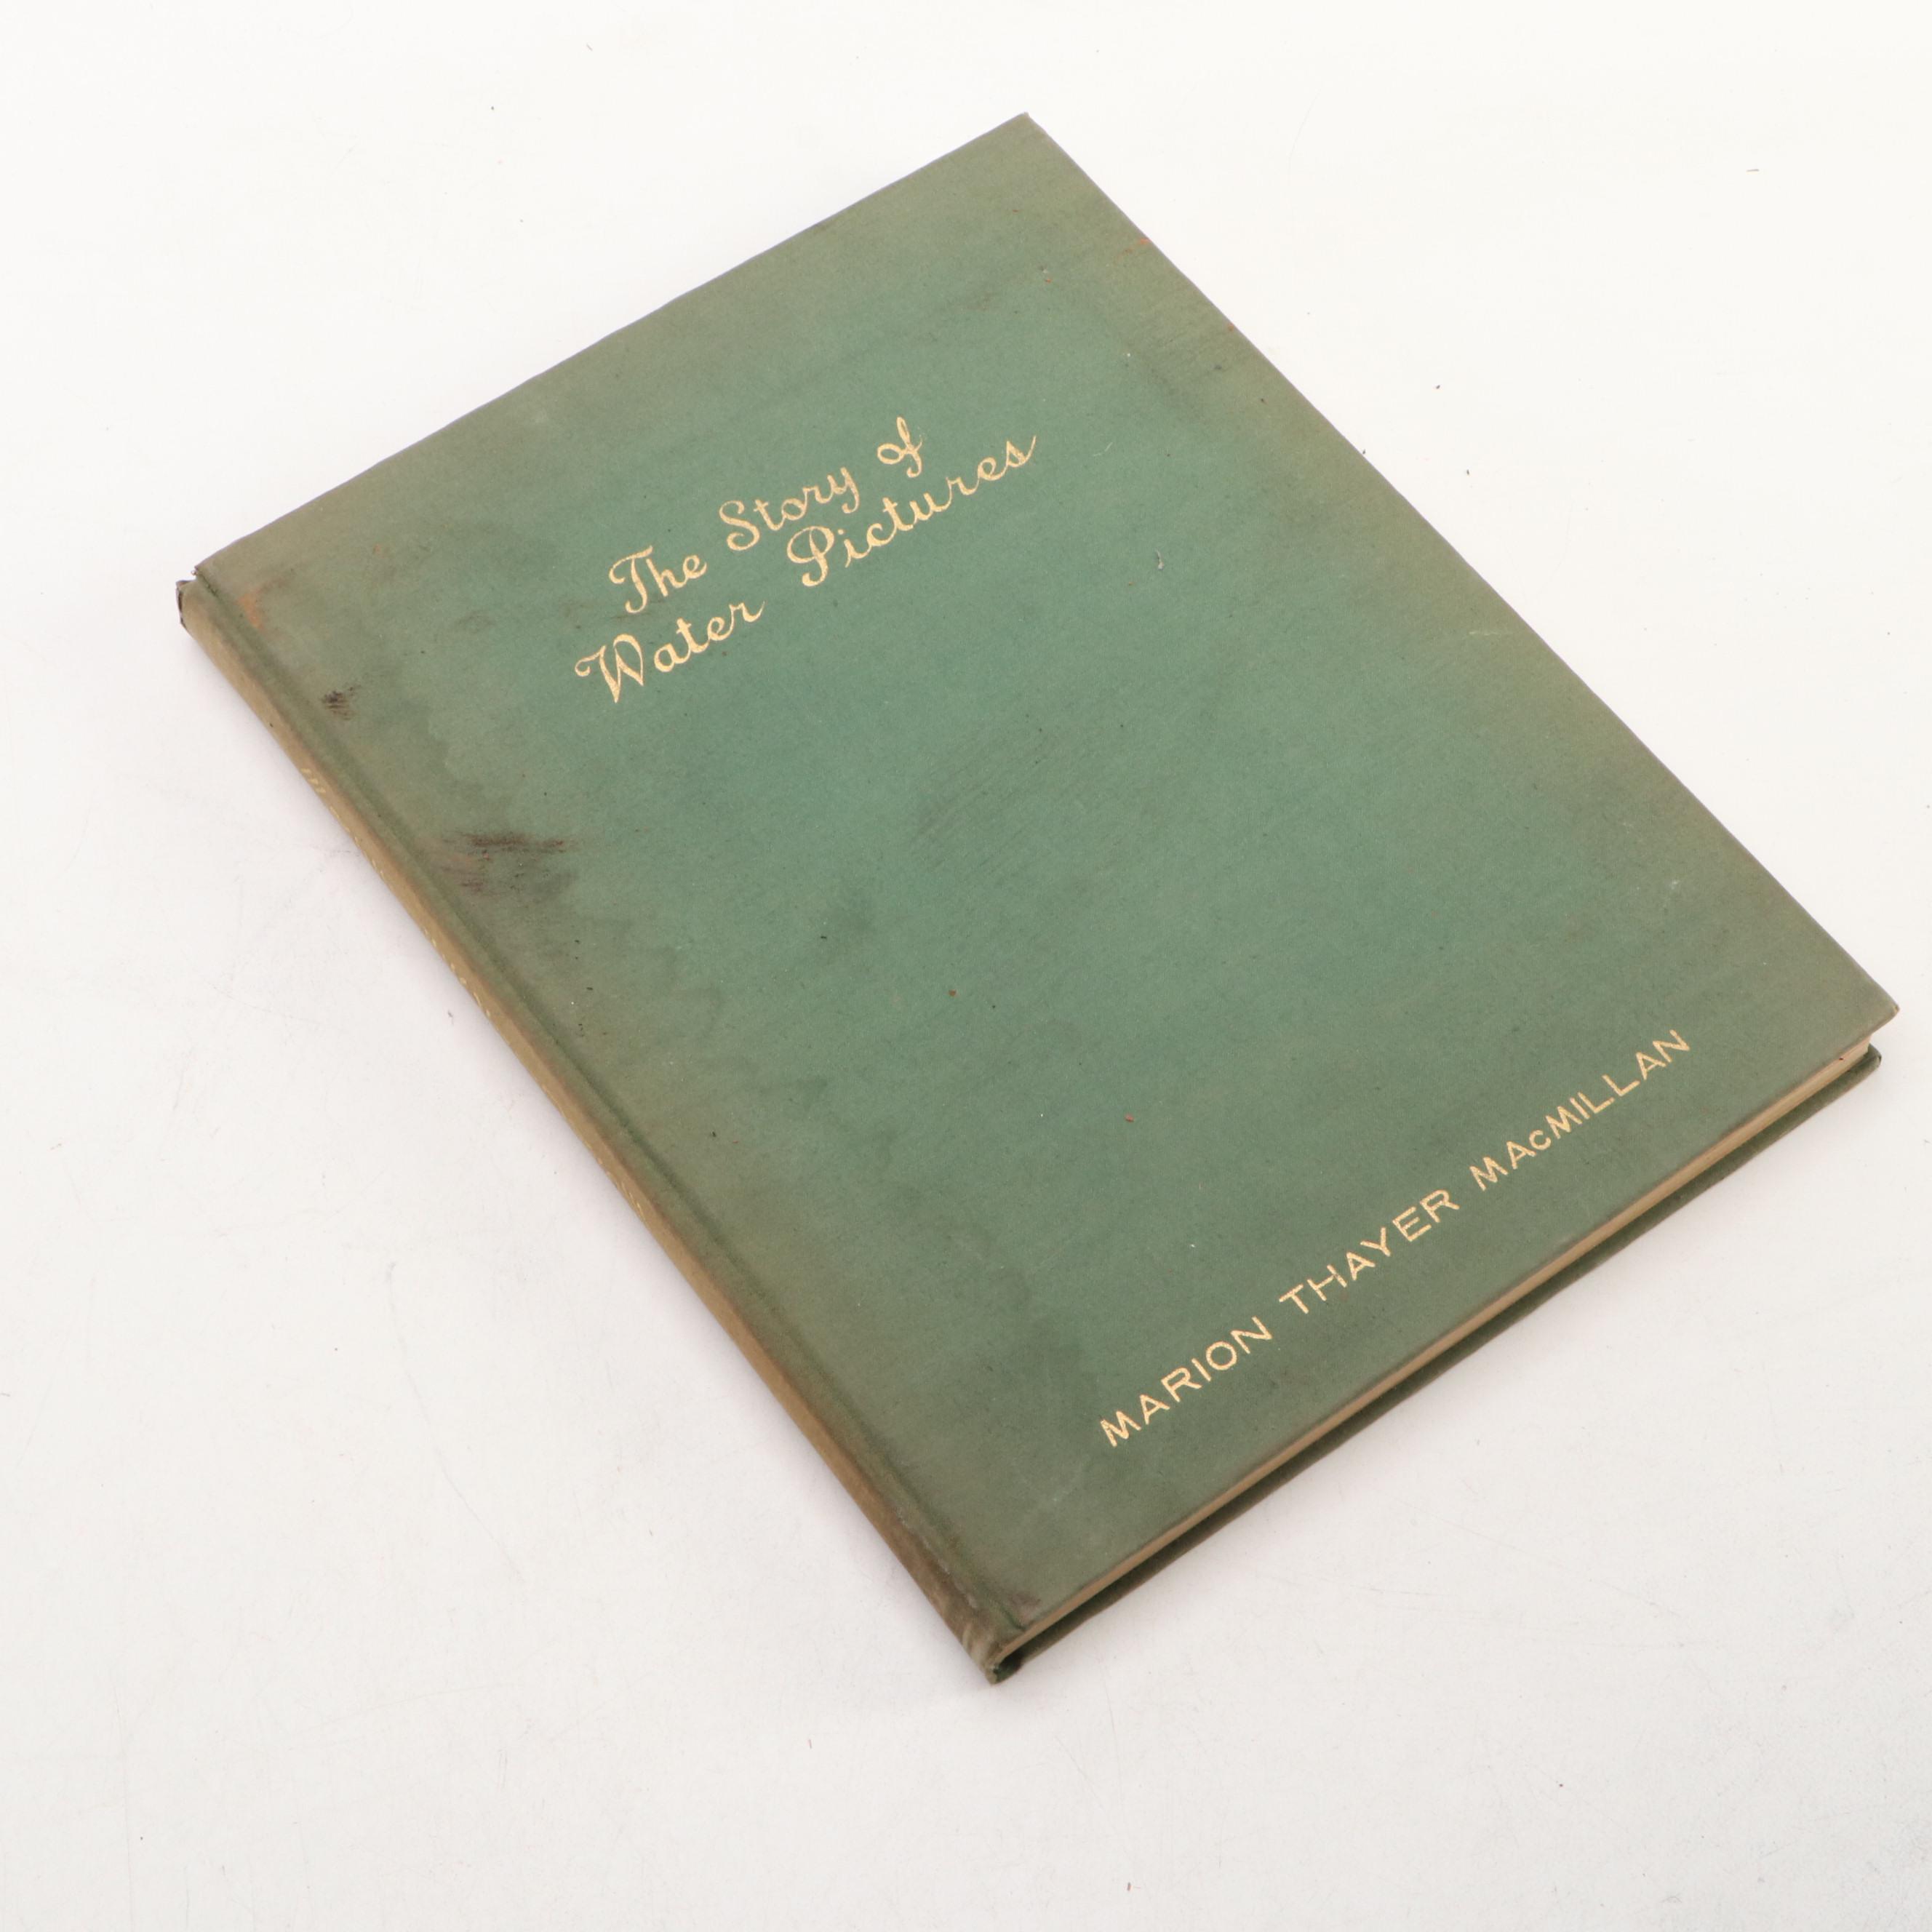 The Story of
Water Pictures
MARION THAYER MACMILLAN